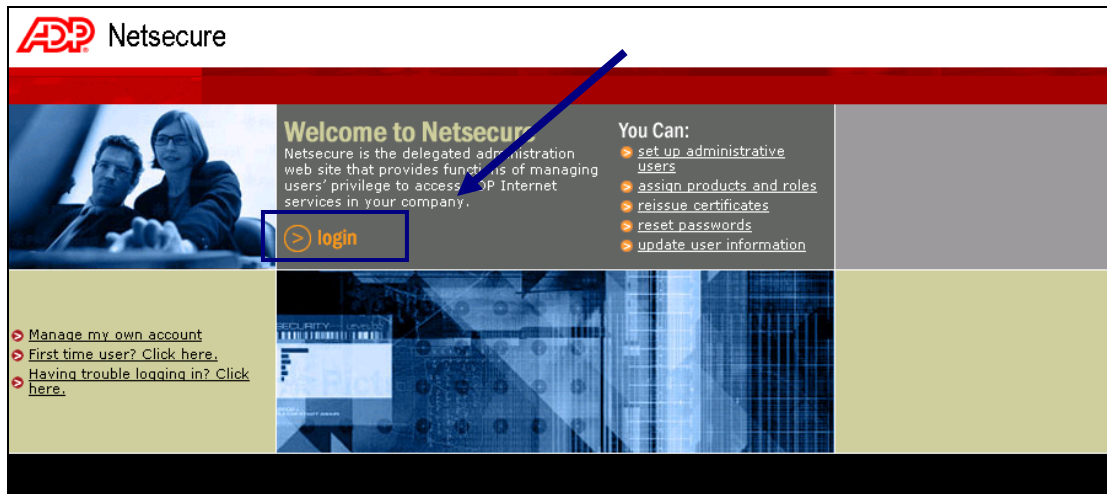 ADP Netsecure
Welcome to Netsecure
Netsecure is the delegated administration
web site that provides functions of managing
users' privilege to access ADP Internet
services in your company.
login
You Can:
set up administrative
users
assign products and roles
reissue certificates
reset passwords
update user information
Manage my own account
First time user? Click here.
Having trouble logging in? Click
here.
SECURITY